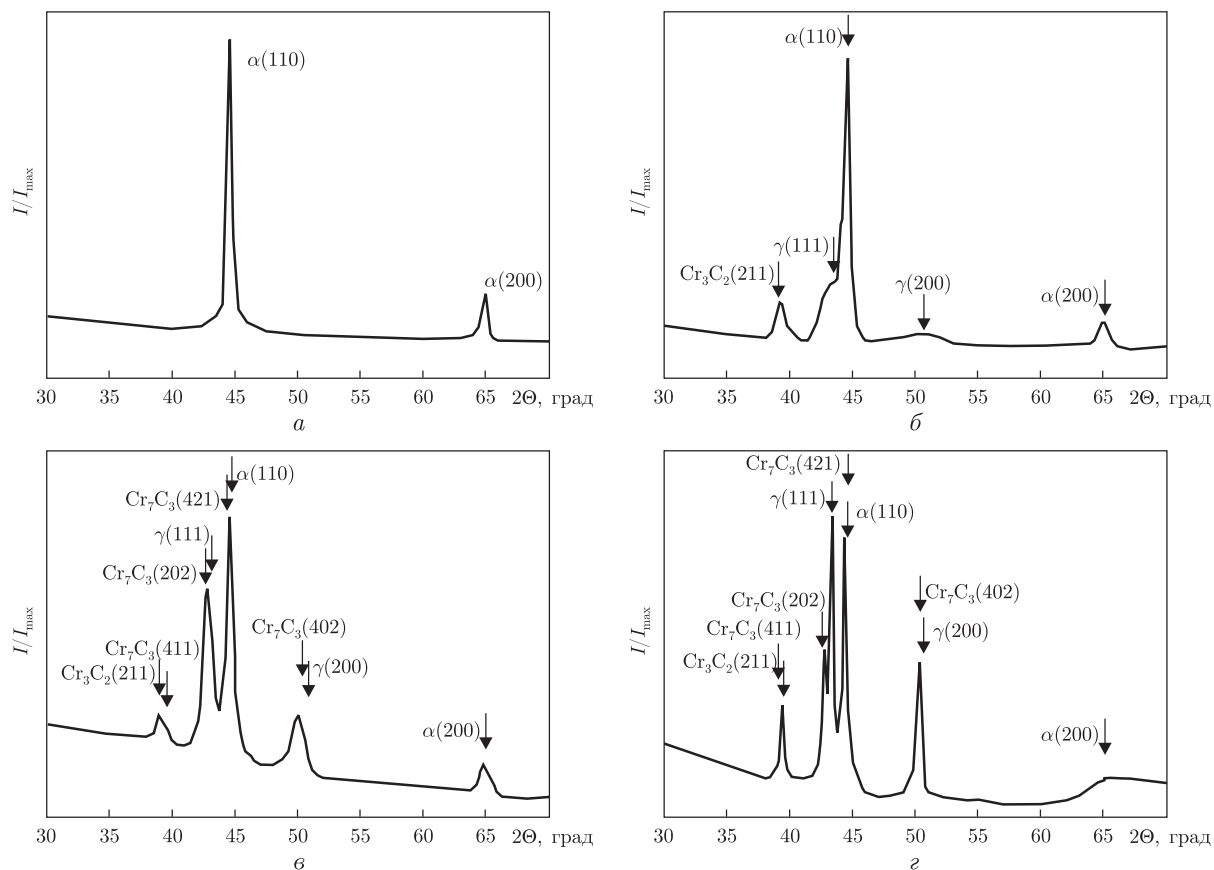 α(110)
α(200)
I/Imax
30 35 40 45 50 55 60 65 2Θ, град
а
α(110)
γ(111)
Cr3C2(211)
γ(200)
α(200)
I/Imax
30 35 40 45 50 55 60 65 2Θ, град
б
α(110)
Cr7C3(421)
γ(111)
Cr7C3(202)
Cr7C3(402)
Cr7C3(411)
γ(200)
Cr3C2(211)
α(200)
I/Imax
30 35 40 45 50 55 60 65 2Θ, град
в
Cr7C3(421)
γ(111)
α(110)
Cr7C3(402)
Cr7C3(202)
Cr7C3(411)
γ(200)
Cr3C2(211)
α(200)
I/Imax
30 35 40 45 50 55 60 65 2Θ, град
г